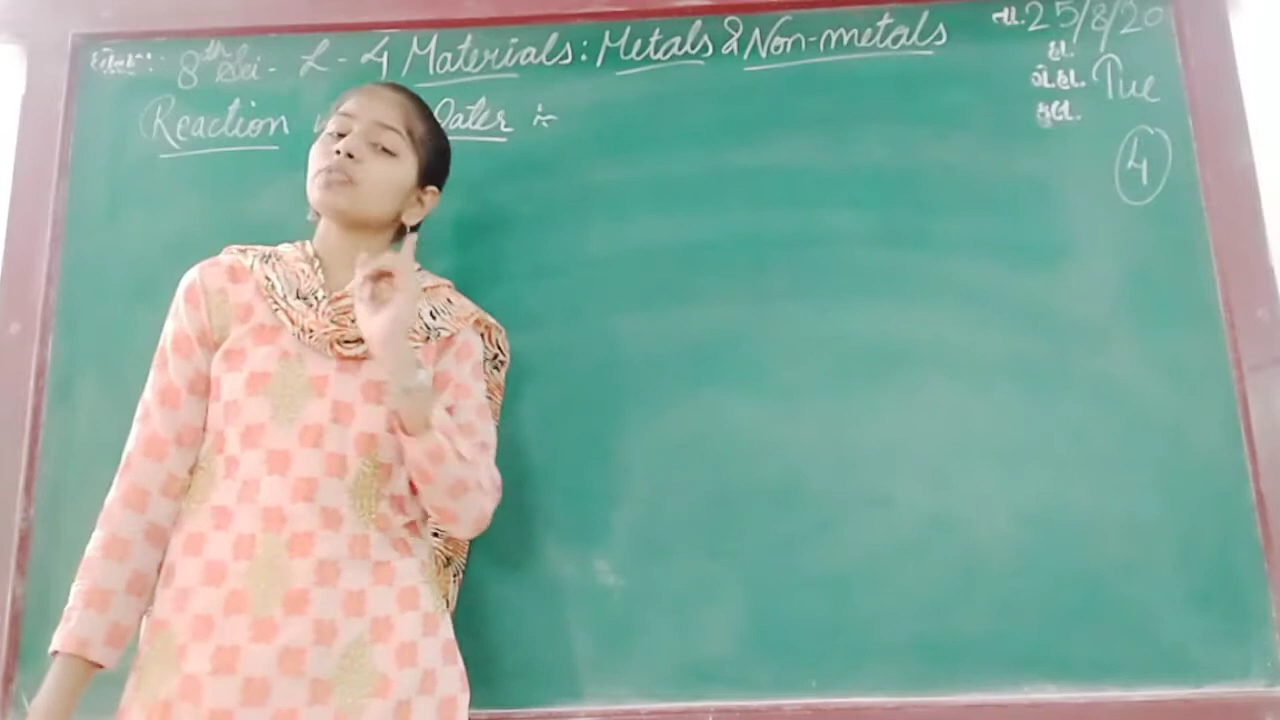 8th Sci - L - 4 Materials: Metals & Non-metals
તા. 25/8/20
Reaction Water :-
Tue
4